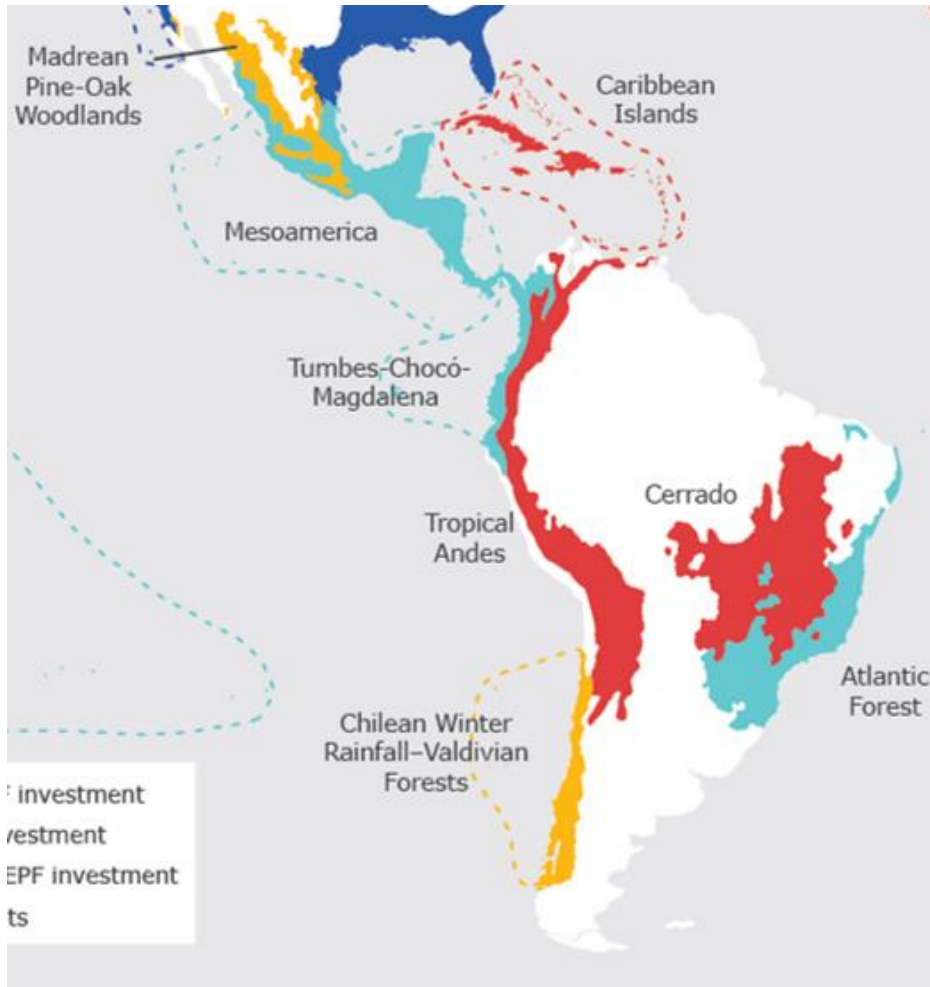 Madrean
Pine-Oak
Woodlands
Caribbean
Islands
Mesoamerica
Tumbes-Chocó-
Magdalena
Cerrado
Tropical
Andes
Atlantic
Forest
Chilean Winter
Rainfall–Valdivian
Forests
investment
vestment
EPF investment
ts